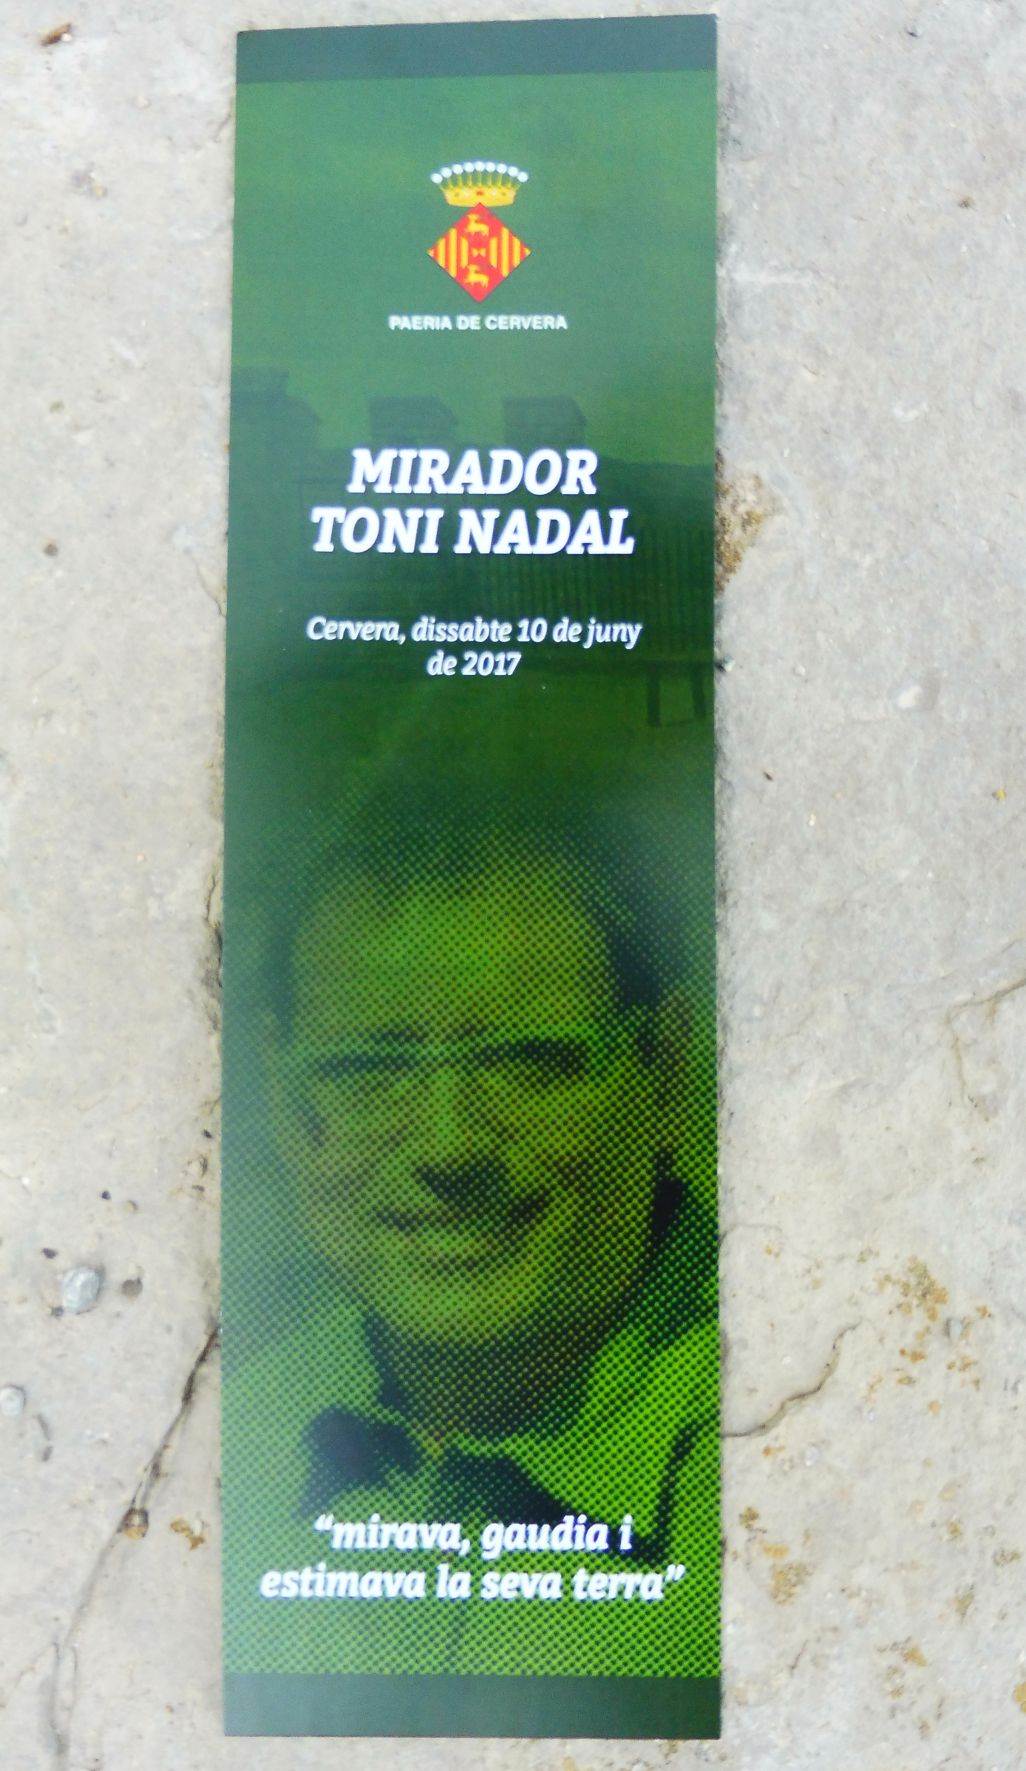 PAERIA DE CERVERA
MIRADOR
TONI NADAL
Cervera, dissabte 10 de juny
de 2017
“mirava, gaudia i
estimava la seva terra”